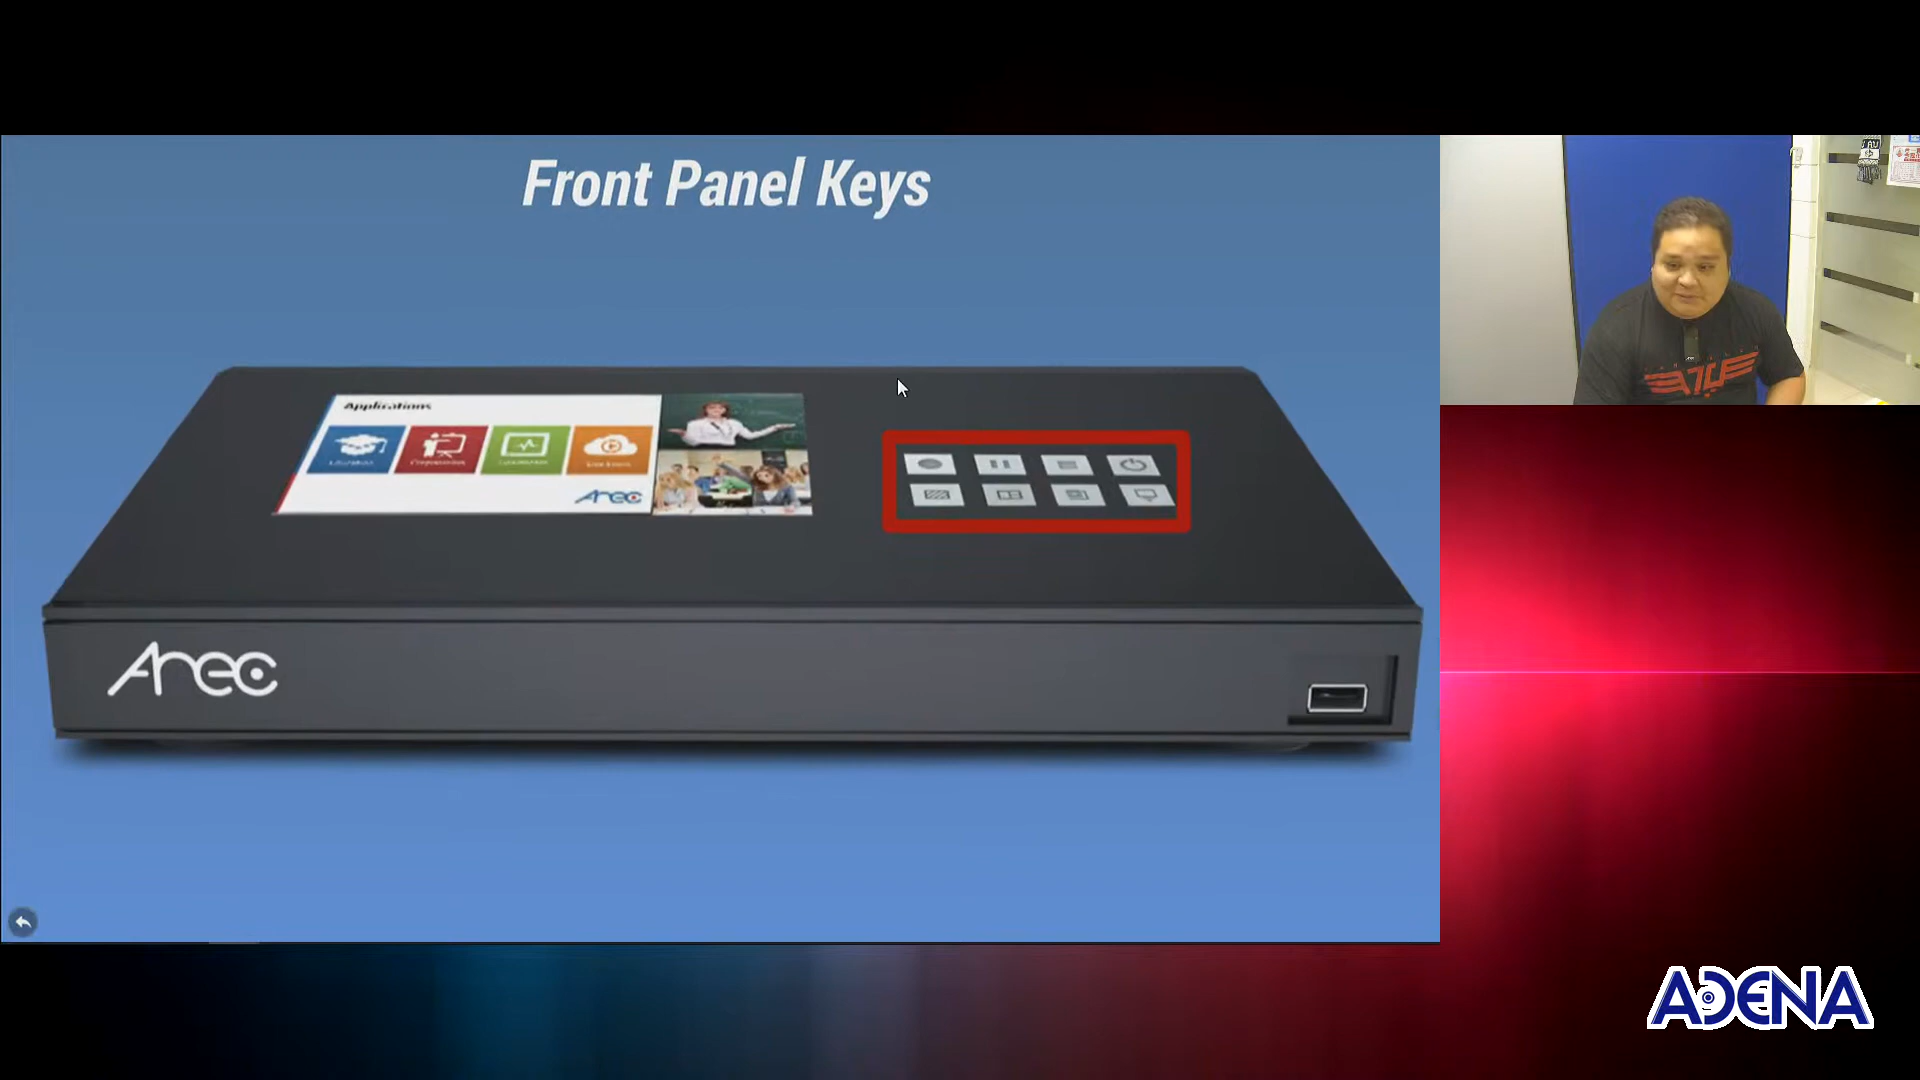 Front Panel Keys
Applications
Arec
Arec
ADENA